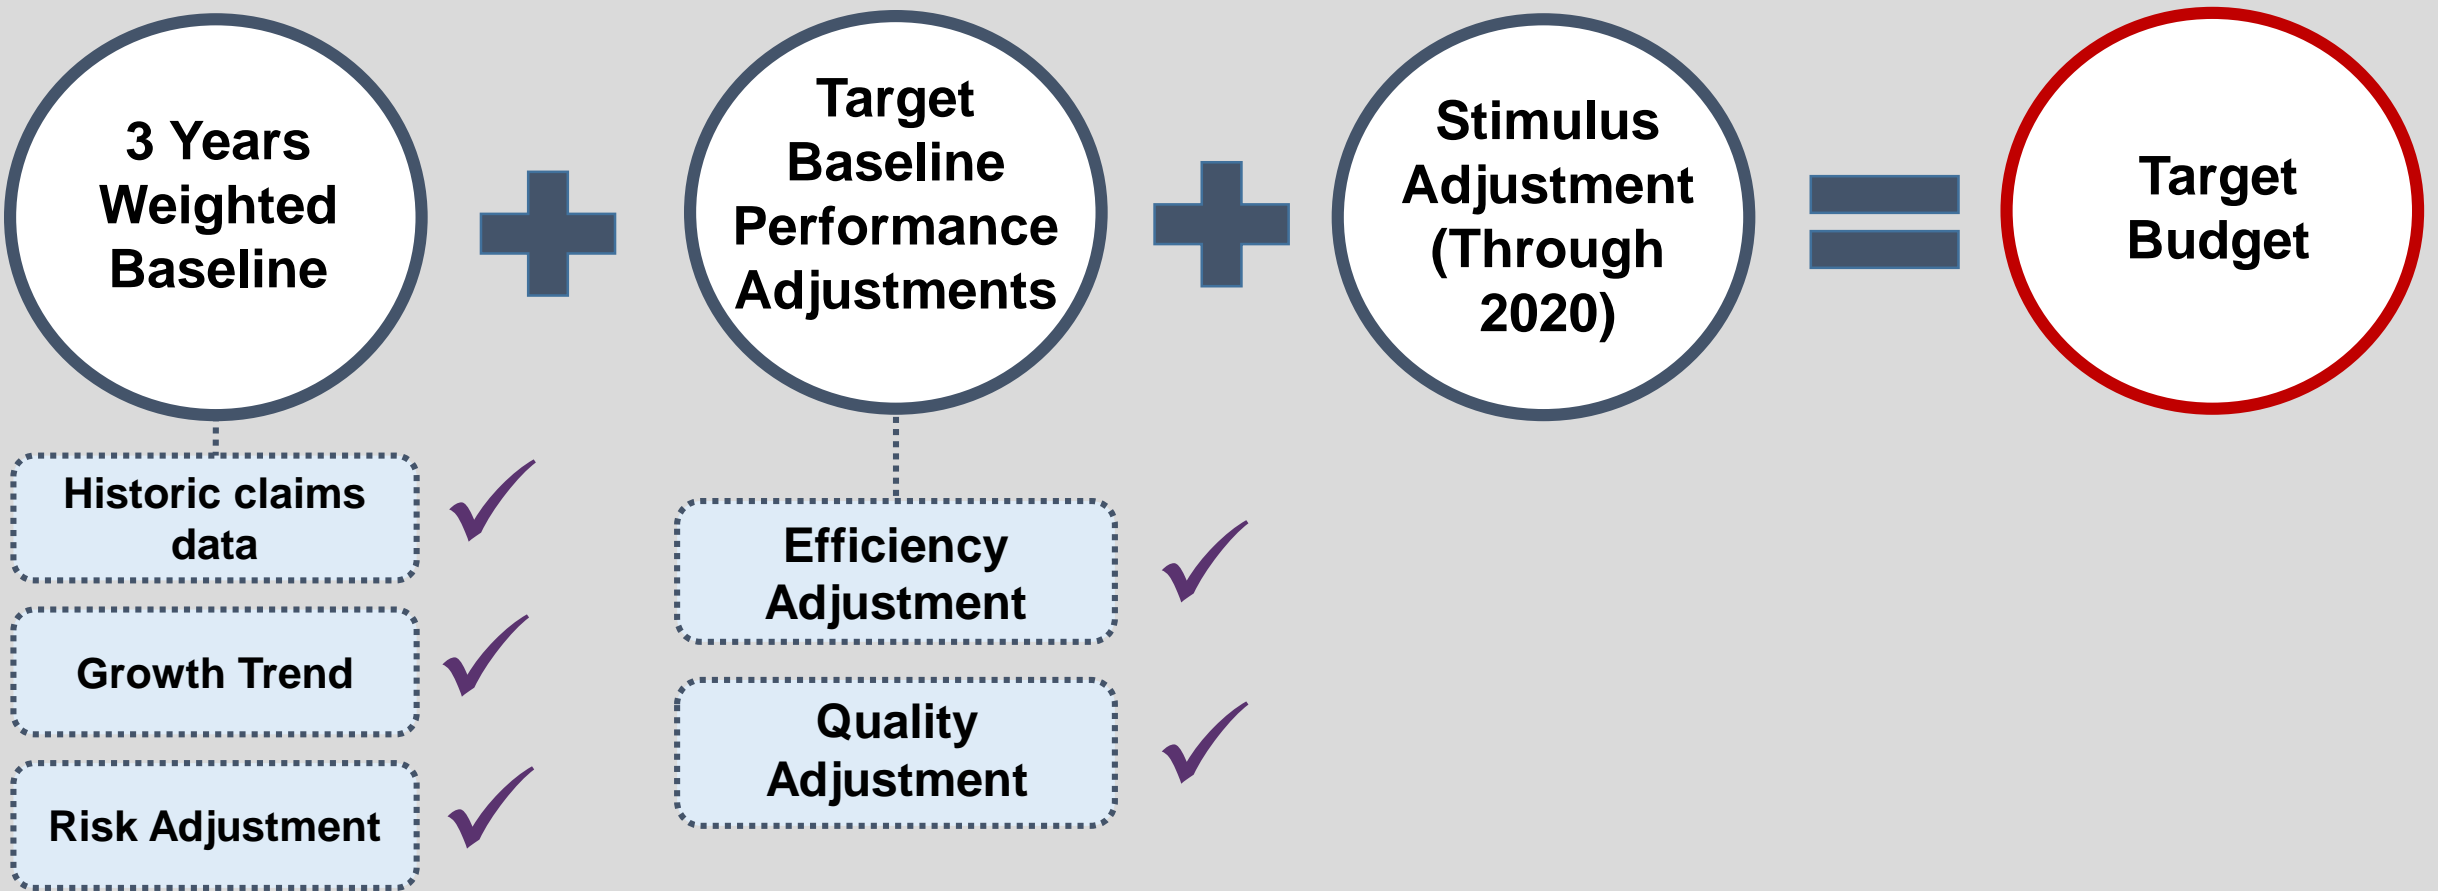 3 Years
Weighted
Baseline
Target
Baseline
Performance
Adjustments
Stimulus
Adjustment
(Through
2020)
Target
Budget
Historic claims
data
Growth Trend
Risk Adjustment
Efficiency
Adjustment
Quality
Adjustment